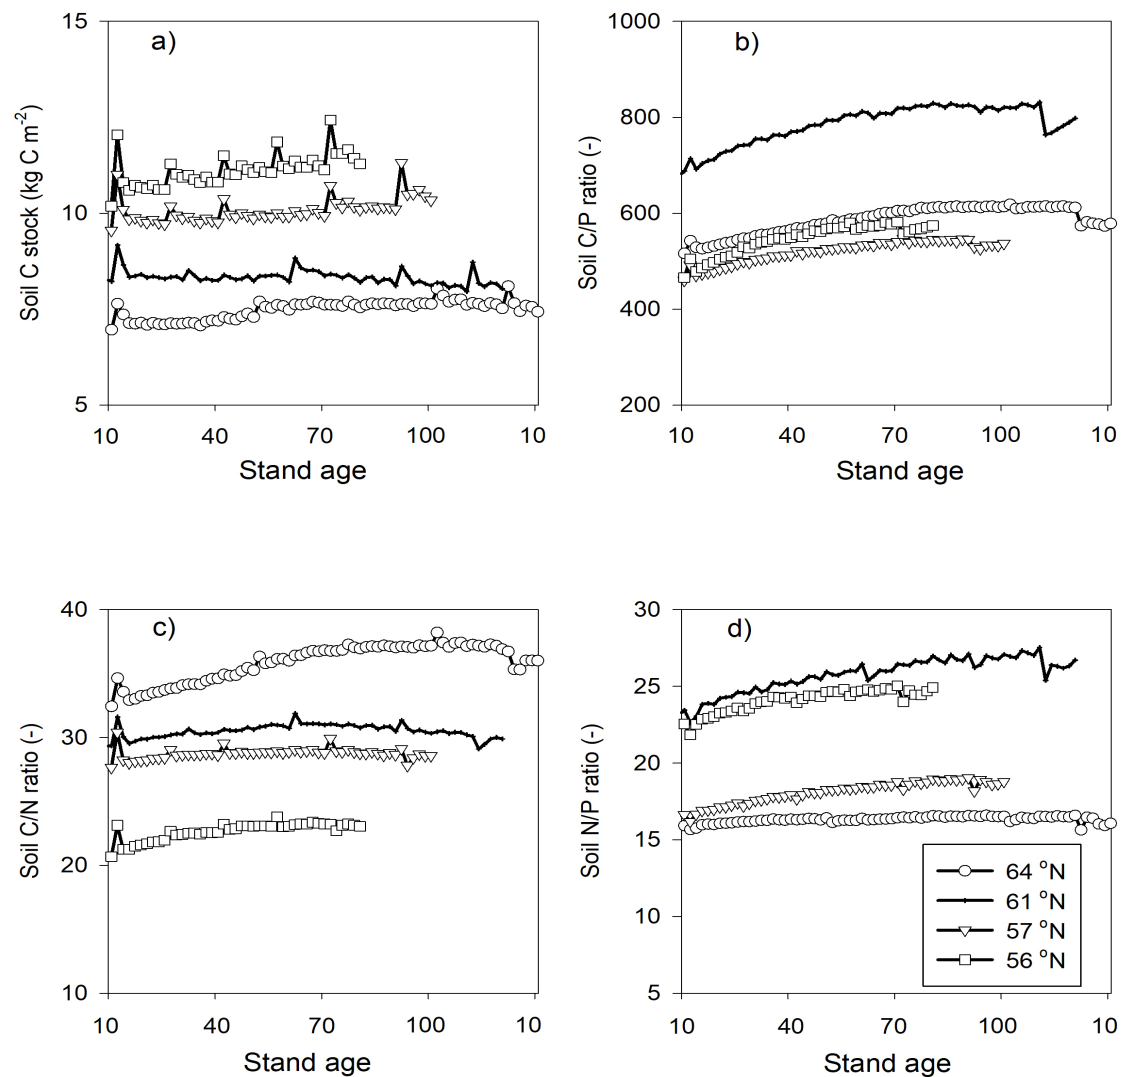 a)
15
10
5
Soil C stock (kg C m-2)
10 40 70 100 10
Stand age
b)
1000
800
600
400
200
Soil C/P ratio (-)
10 40 70 100 10
Stand age
c)
40
30
20
10
Soil C/N ratio (-)
10 40 70 100 10
Stand age
d)
30
25
20
15
10
5
Soil N/P ratio (-)
64 °N
61 °N
57 °N
56 °N
10 40 70 100 10
Stand age